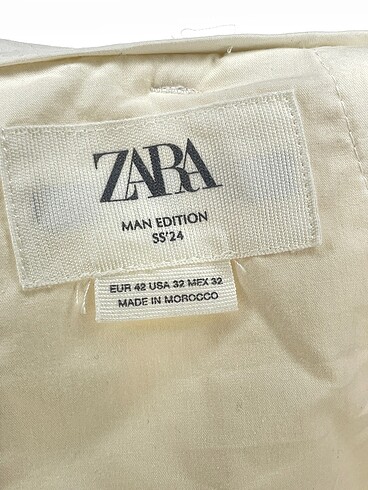 ZARA
MAN EDITION
SS'24
EUR 42 USA 32 MEX 32
MADE IN MOROCCO